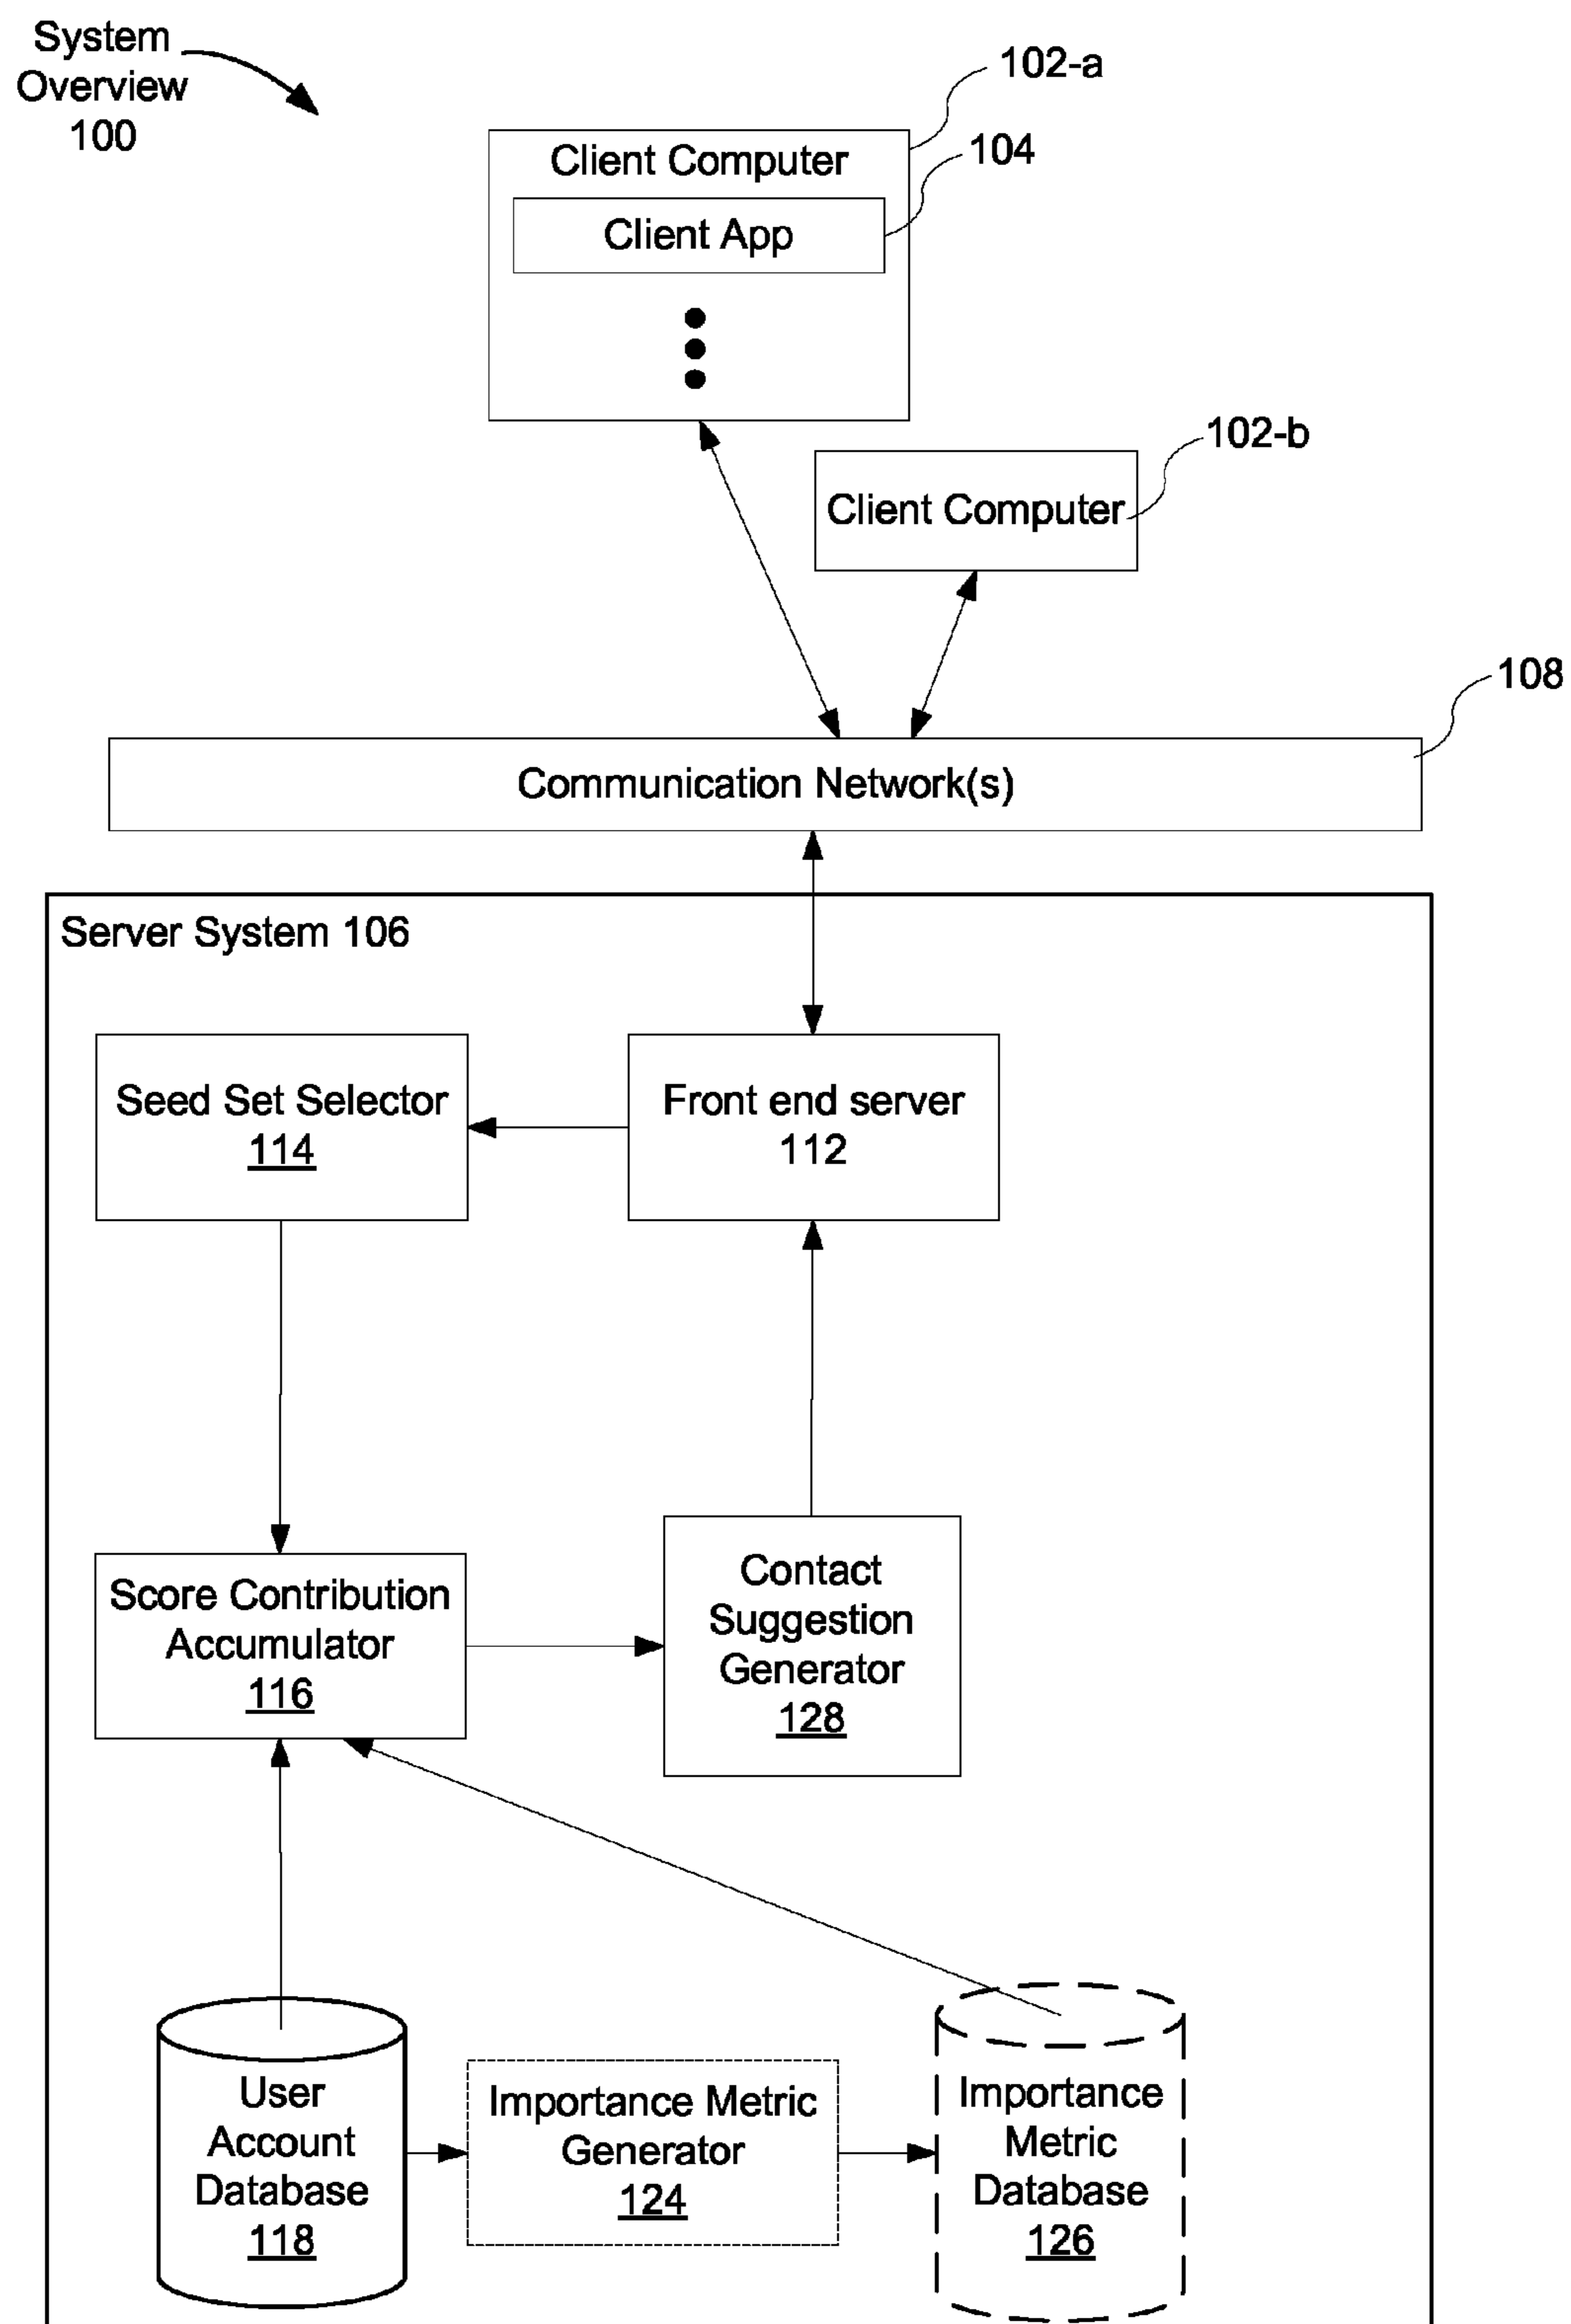 System
Overview
100
102-a
Client Computer
104
Client App
102-b
Client Computer
108
Communication Network(s)
Server System 106
Seed Set Selector
114
Front end server
112
Score Contribution
Accumulator
116
Contact
Suggestion
Generator
128
User
Account
Database
118
Importance Metric
Generator
124
Importance
Metric
Database
126